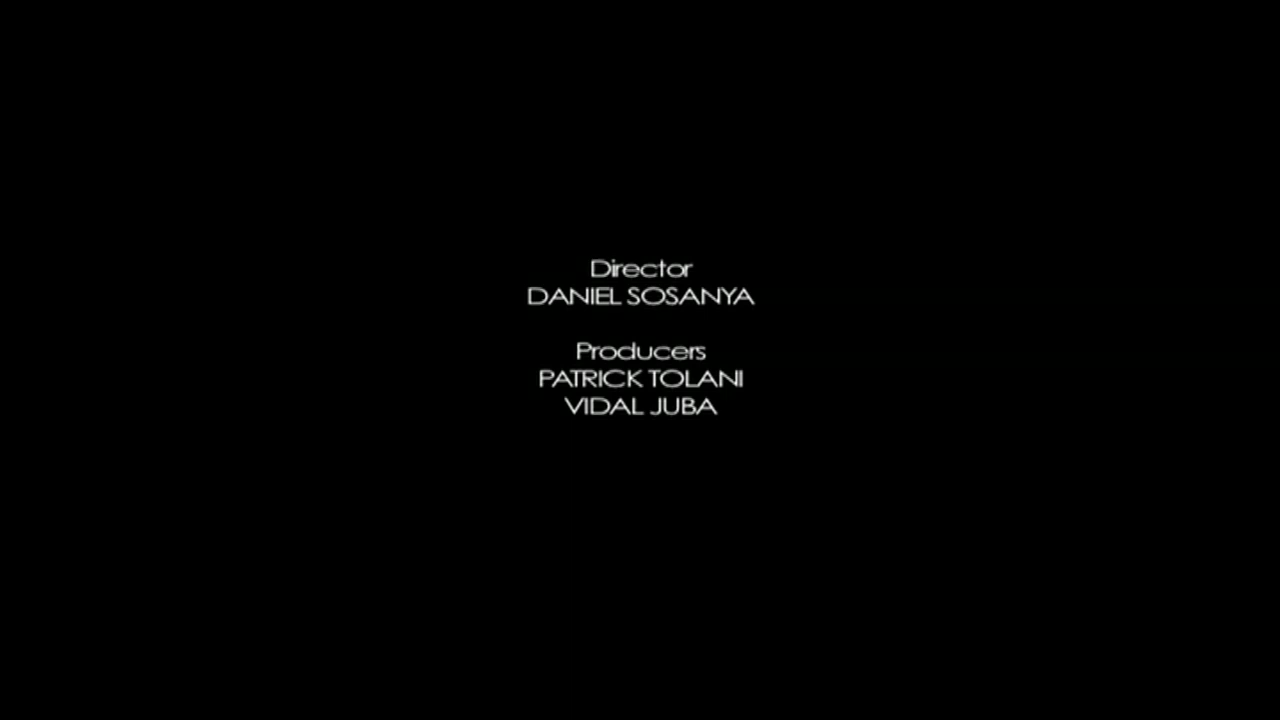 Director
DANIEL SOSANYA
Producers
PATRICK TOLANI
VIDAL JUBA